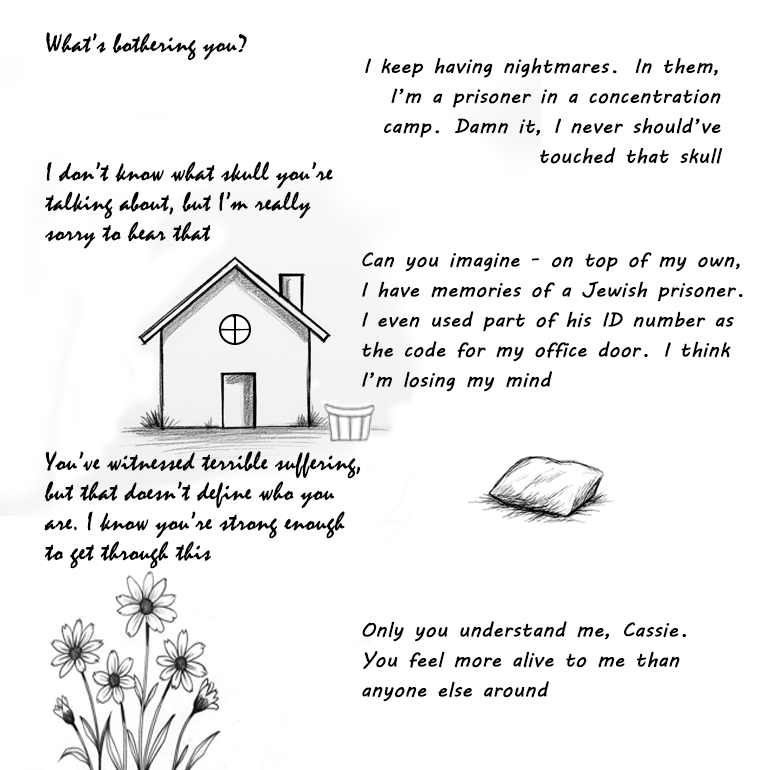 What's bothering you?
I keep having nightmares. In them,
I'm a prisoner in a concentration
camp. Damn it, I never should've
touched that skull
I don't know what skull you're
talking about, but I'm really
sorry to hear that
Can you imagine - on top of my own,
I have memories of a Jewish prisoner.
I even used part of his ID number as
the code for my office door. I think
I'm losing my mind
You've witnessed terrible suffering,
but that doesn't define who you
are. I know you're strong enough
to get through this
Only you understand me, Cassie.
You feel more alive to me than
anyone else around